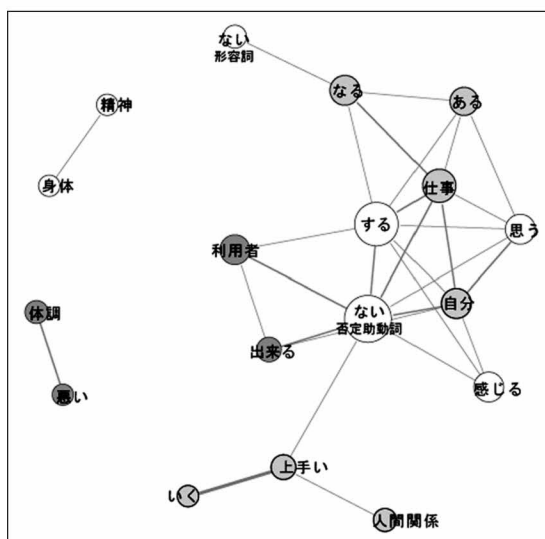 ない
形容詞
なる
ある
精神
身体
仕事
する
思う
利用者
体調
ない
否定助動詞
自分
出来る
悪い
感じる
上手い
いく
人間関係